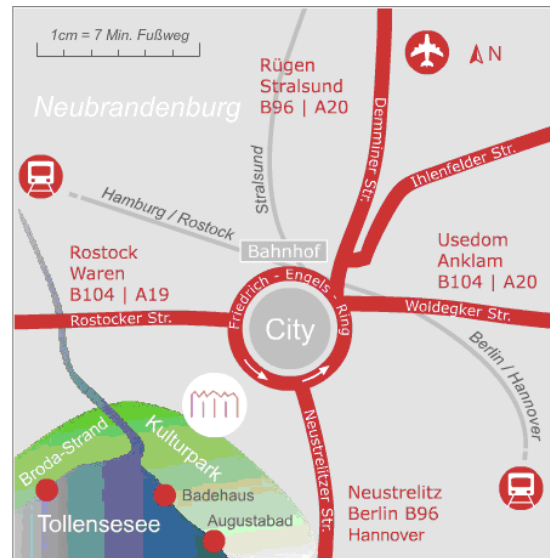 1cm = 7 Min. Fußweg
N
Neubrandenburg
Rügen
Stralsund
B96 | A20
Demminer Str.
Ihlenfelder Str.
Stralsund
Hamburg / Rostock
Bahnhof
Rostock
Waren
B104 | A19
Usedom
Anklam
B104 | A20
Rostocker Str.
Friedrich - Engels - Ring
City
Woldegker Str.
Berlin / Hannover
Neustrelitzer Str.
Broda-Strand
Kulturpark
Badehaus
Tollensesee
Augustabad
Neustrelitz
Berlin B96
Hannover